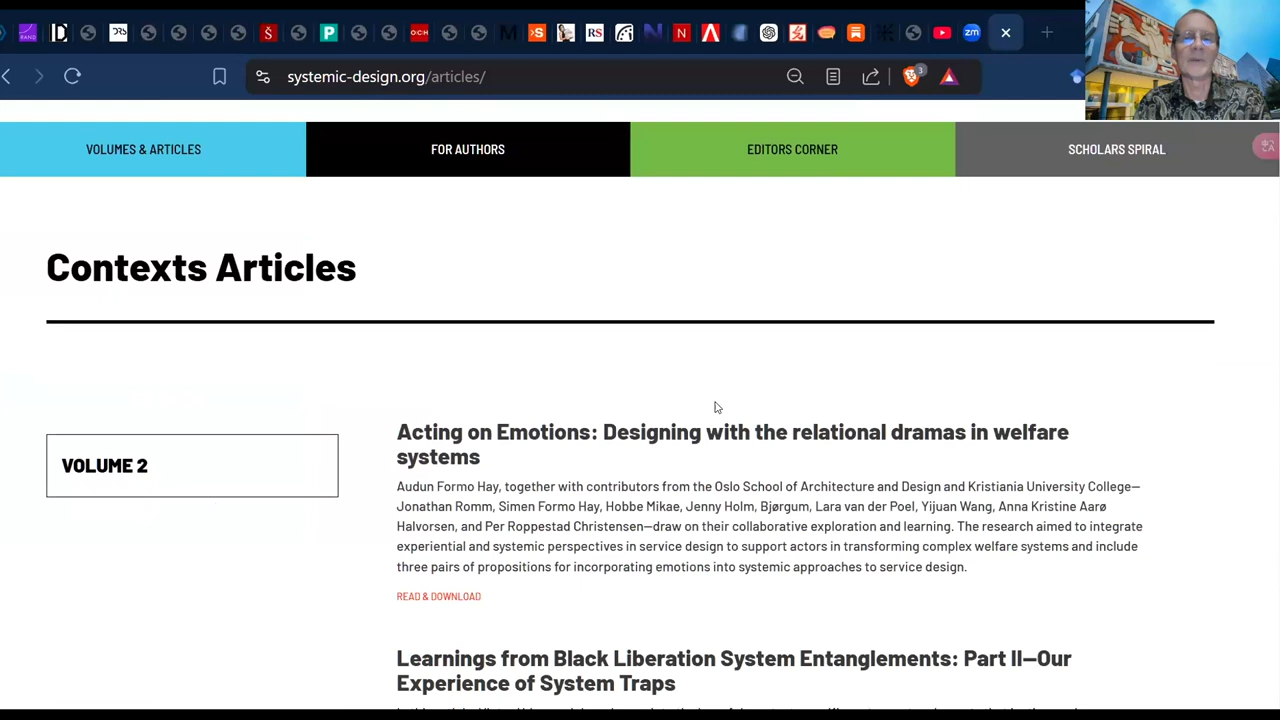 DRS
P
OCH
M
S
RS
N
zm
systemic-design.org/articles/
3
VOLUMES & ARTICLES
FOR AUTHORS
EDITORS CORNER
SCHOLARS SPIRAL
Contexts Articles
VOLUME 2
Acting on Emotions: Designing with the relational dramas in welfare
systems
Audun Formo Hay, together with contributors from the Oslo School of Architecture and Design and Kristiania University College—
Jonathan Romm, Simen Formo Hay, Hobbe Mikae, Jenny Holm, Bjørgum, Lara van der Poel, Yijuan Wang, Anna Kristine Aarø
Halvorsen, and Per Roppestad Christensen—draw on their collaborative exploration and learning. The research aimed to integrate
experiential and systemic perspectives in service design to support actors in transforming complex welfare systems and include
three pairs of propositions for incorporating emotions into systemic approaches to service design.
READ & DOWNLOAD
Learnings from Black Liberation System Entanglements: Part II—Our
Experience of System Traps